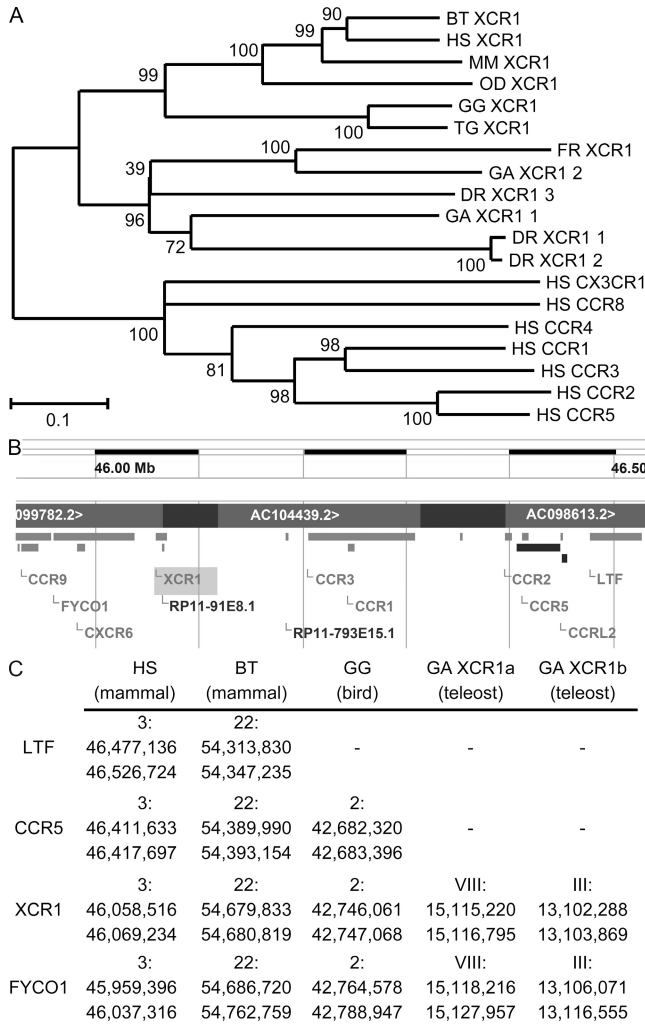 A
90
BT XCR1
99
HS XCR1
100
MM XCR1
99
OD XCR1
GG XCR1
100
TG XCR1
100
FR XCR1
39
GA XCR1 2
DR XCR1 3
96
GA XCR1 1
72
DR XCR1 1
100
DR XCR1 2
HS CX3CR1
100
HS CCR8
HS CCR4
81
98
HS CCR1
HS CCR3
98
HS CCR2
100
HS CCR5
0.1
B
46.00 Mb 46.50
099782.2> AC104439.2> AC098613.2>
CCR9 XCR1 CCR3 CCR2 LTF
FYCO1 RP11-91E8.1 CCR1 CCR5
CXCR6 RP11-793E15.1 CCRL2
C
HS BT GG GA XCR1a GA XCR1b
(mammal) (mammal) (bird) (teleost) (teleost)
3: 22:
LTF 46,477,136 54,313,830 - - -
46,526,724 54,347,235
3: 22: 2:
CCR5 46,411,633 54,389,990 42,682,320 - -
46,417,697 54,393,154 42,683,396
3: 22: 2: VIII: III:
XCR1 46,058,516 54,679,833 42,746,061 15,115,220 13,102,288
46,069,234 54,680,819 42,747,068 15,116,795 13,103,869
3: 22: 2: VIII: III:
FYCO1 45,959,396 54,686,720 42,764,578 15,118,216 13,106,071
46,037,316 54,762,759 42,788,947 15,127,957 13,116,555